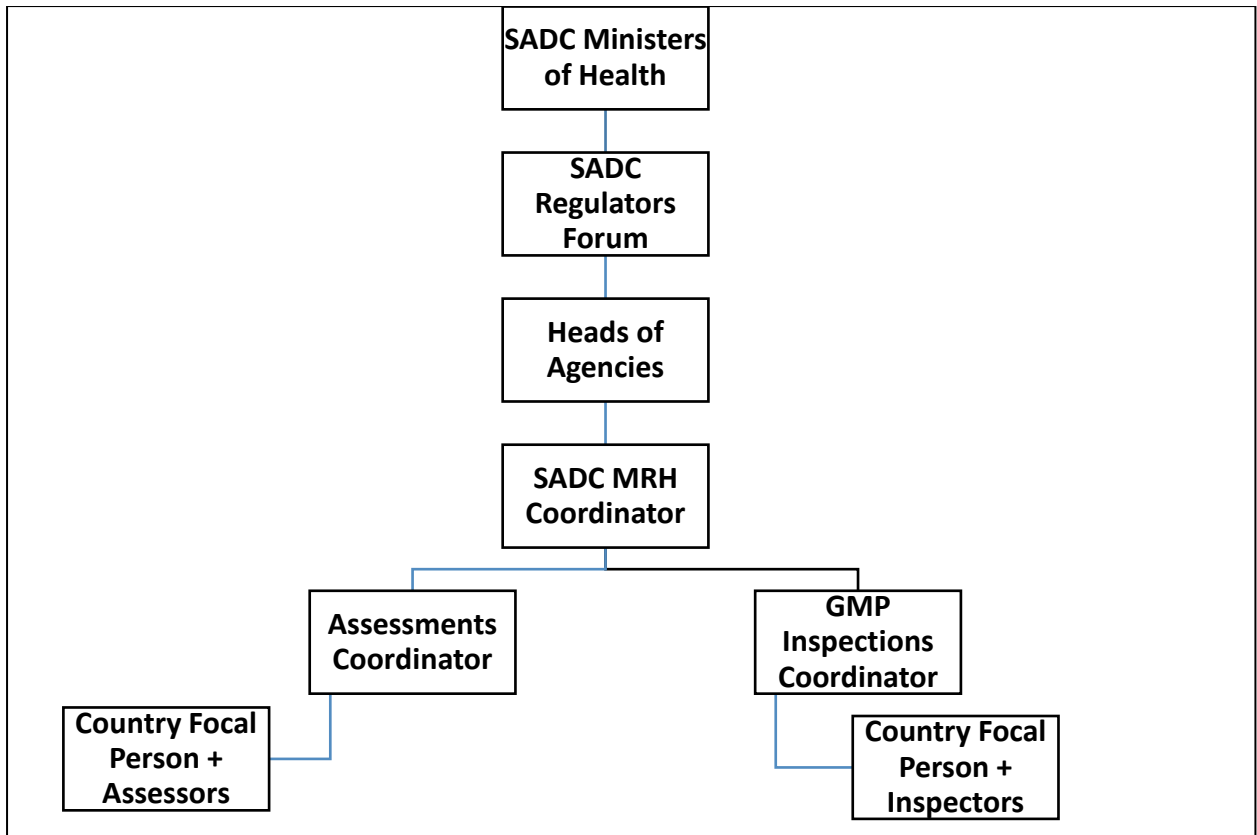 SADC Ministers
of Health
SADC
Regulators
Forum
Heads of
Agencies
SADC MRH
Coordinator
Assessments
Coordinator
GMP
Inspections
Coordinator
Country Focal
Person +
Assessors
Country Focal
Person +
Inspectors